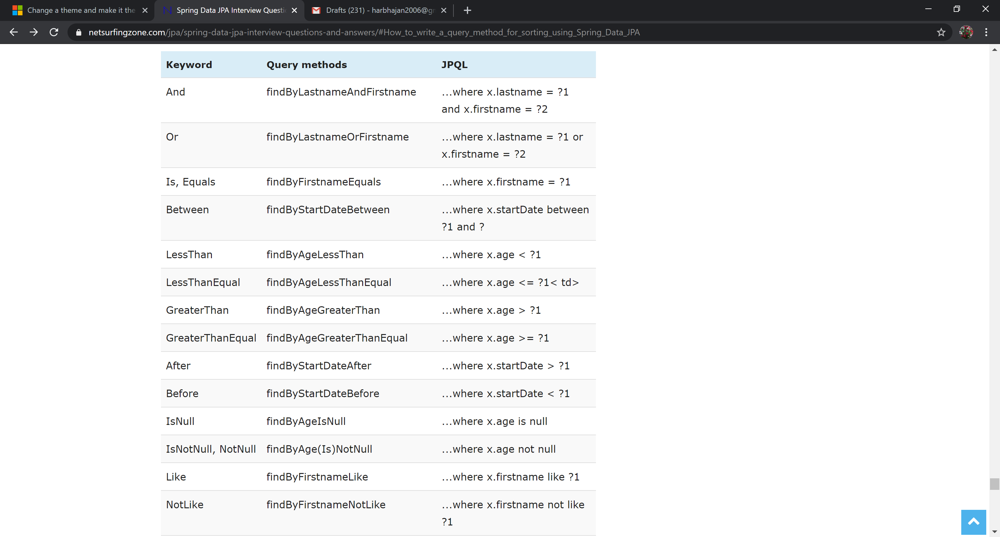 Change a theme and make it the
Spring Data JPA Interview Questi
Drafts (231) - harbhajan2006@gm
netsurfingzone.com/jpa/spring-data-jpa-interview-questions-and-answers/#How_to_write_a_query_method_for_sorting_using_Spring_Data_JPA
Keyword Query methods JPQL
And findByLastnameAndFirstname …where x.lastname = ?1
and x.firstname = ?2
Or findByLastnameOrFirstname …where x.lastname = ?1 or
x.firstname = ?2
Is, Equals findByFirstnameEquals …where x.firstname = ?1
Between findByStartDateBetween …where x.startDate between
?1 and ?
LessThan findByAgeLessThan …where x.age < ?1
LessThanEqual findByAgeLessThanEqual …where x.age <= ?1< td>
GreaterThan findByAgeGreaterThan …where x.age > ?1
GreaterThanEqual findByAgeGreaterThanEqual …where x.age >= ?1
After findByStartDateAfter …where x.startDate > ?1
Before findByStartDateBefore …where x.startDate < ?1
IsNull findByAgeIsNull …where x.age is null
IsNotNull, NotNull findByAge(Is)NotNull …where x.age not null
Like findByFirstnameLike …where x.firstname like ?1
NotLike findByFirstnameNotLike …where x.firstname not like
?1